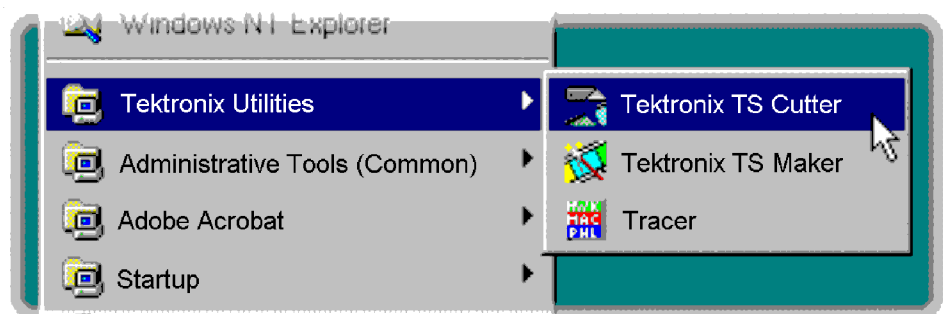 Windows NT Explorer
Tektronix Utilities
Tektronix TS Cutter
Administrative Tools (Common)
Tektronix TS Maker
Adobe Acrobat
Tracer
Startup